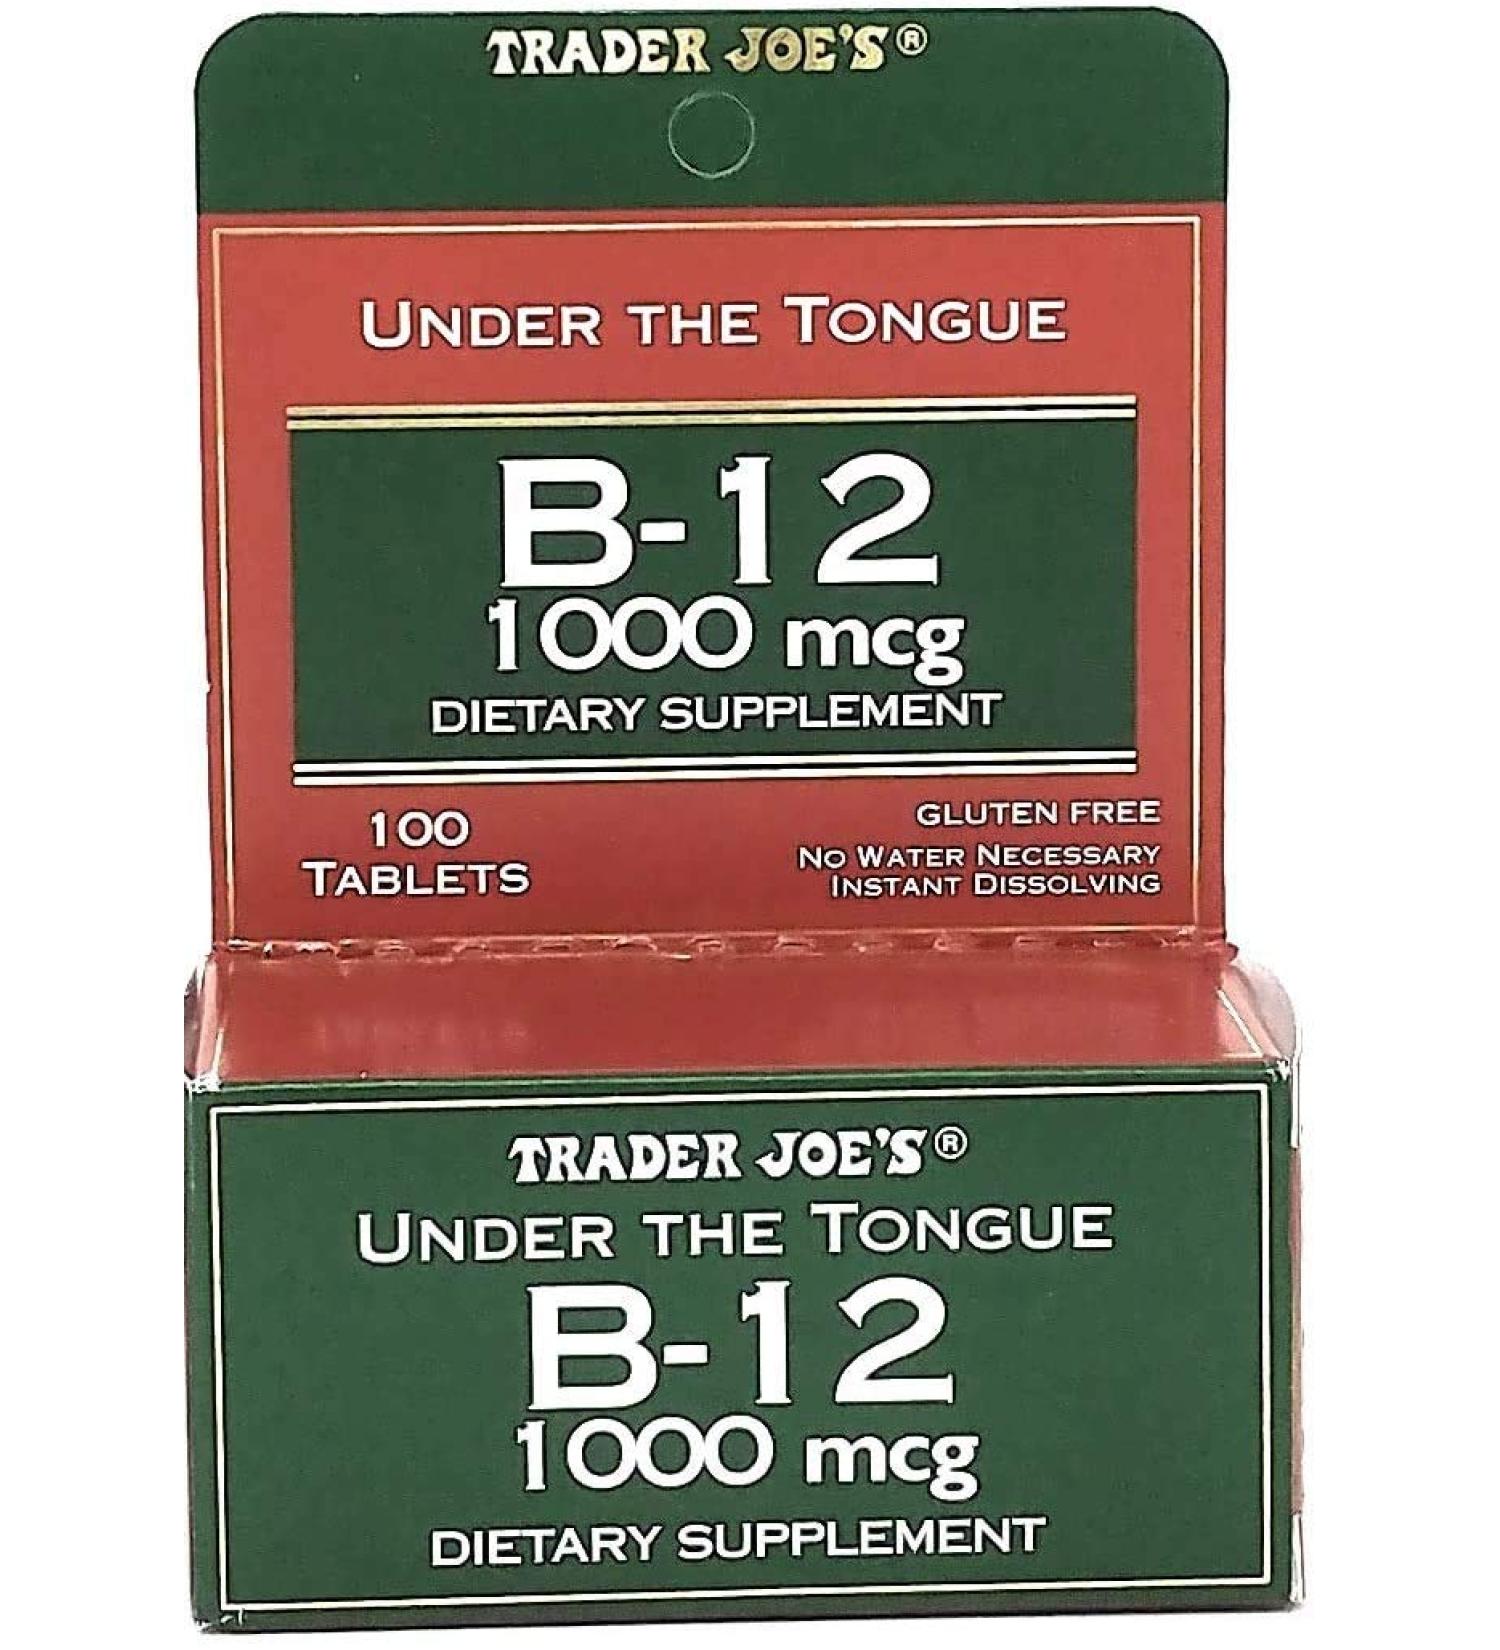 TRADER JOE'S®
UNDER THE TONGUE
B-12
1000 mcg
DIETARY SUPPLEMENT
100
TABLETS
GLUTEN FREE
NO WATER NECESSARY
INSTANT DISSOLVING
TRADER JOE'S®
UNDER THE TONGUE
B-12
1000 mcg
DIETARY SUPPLEMENT